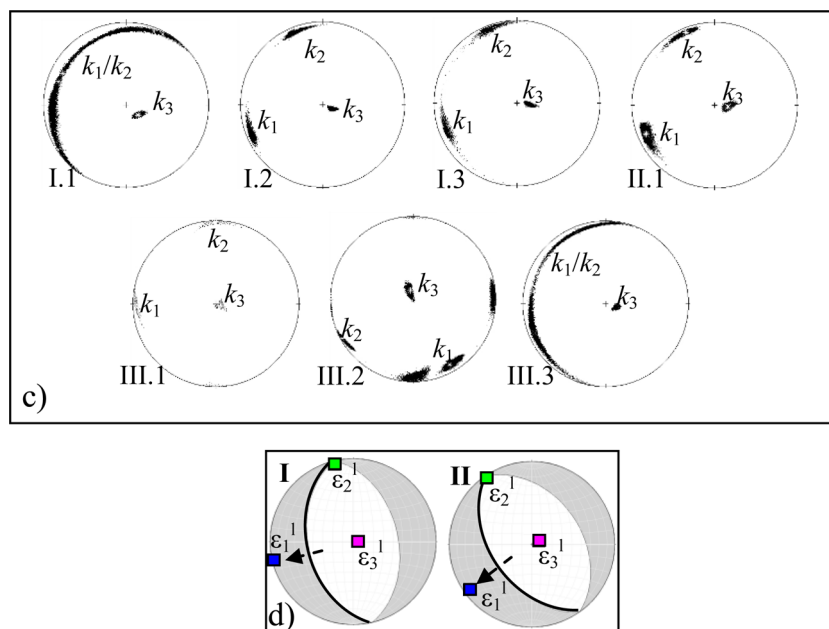 k₁/k₂
k₃
I.1
k₂
k₁
k₃
I.2
k₂
k₁
k₃
I.3
k₂
k₁
k₃
II.1
k₂
k₁
k₃
III.1
k₃
k₂
k₁
III.2
k₁/k₂
k₃
III.3
c)
I
ε₂¹
ε₁¹
ε₃¹
d)
II
ε₂¹
ε₃¹
ε₁¹